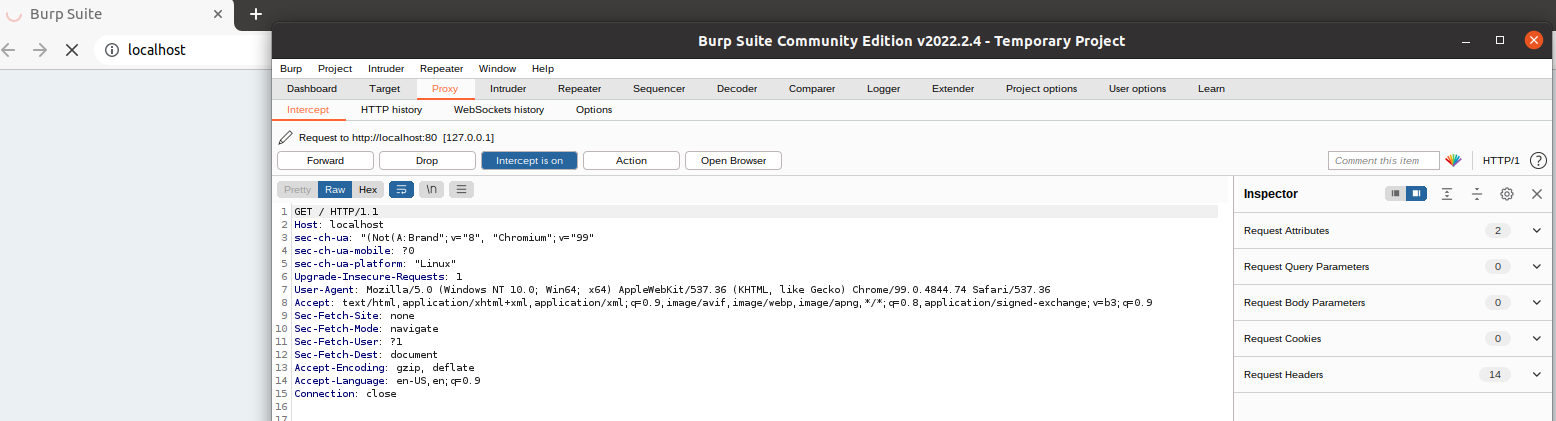 Burp Suite
localhost
Burp Suite Community Edition v2022.2.4 - Temporary Project
Burp Project Intruder Repeater Window Help
Dashboard Target Proxy Intruder Repeater Sequencer Decoder Comparer Logger Extender Project options User options Learn
Intercept HTTP history WebSockets history Options
Request to http://localhost:80 [127.0.0.1]
Forward Drop Intercept is on Action Open Browser Comment this item HTTP/1 ?
Pretty Raw Hex \n
Inspector
1 GET / HTTP/1.1
2 Host: localhost
3 sec-ch-ua: "(Not(A:Brand";v="8", "Chromium";v="99"
4 sec-ch-ua-mobile: ?0
5 sec-ch-ua-platform: "Linux"
6 Upgrade-Insecure-Requests: 1
7 User-Agent: Mozilla/5.0 (Windows NT 10.0; Win64; x64) AppleWebKit/537.36 (KHTML, like Gecko) Chrome/99.0.4844.74 Safari/537.36
8 Accept: text/html,application/xhtml+xml,application/xml;q=0.9,image/avif,image/webp,image/apng,*/*;q=0.8,application/signed-exchange;v=b3;q=0.9
9 Sec-Fetch-Site: none
10 Sec-Fetch-Mode: navigate
11 Sec-Fetch-User: ?1
12 Sec-Fetch-Dest: document
13 Accept-Encoding: gzip, deflate
14 Accept-Language: en-US,en;q=0.9
15 Connection: close
16
17
Request Attributes 2
Request Query Parameters 0
Request Body Parameters 0
Request Cookies 0
Request Headers 14